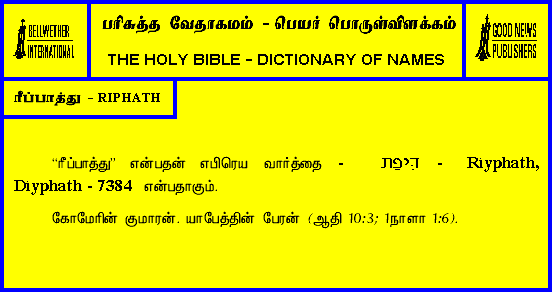 BELLWETHER
INTERNATIONAL
பரிசுத்த வேதாகமம் - பெயர் பொருள்விளக்கம்
THE HOLY BIBLE - DICTIONARY OF NAMES
GOOD NEWS
PUBLISHERS
ரீப்பாத்து - RIPHATH
“ரீப்பாத்து” என்பதன் எபிரெய வார்த்தை - רִיפַת - Riyphath,
Diyphath - 7384 என்பதாகும்.
கோமேரின் குமாரன். யாபேத்தின் பேரன் (ஆதி 10:3; 1நாளா 1:6).